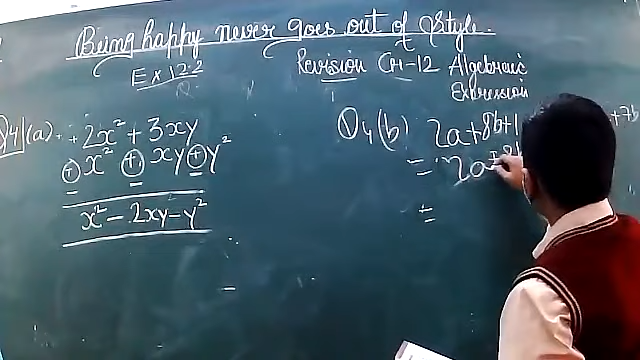 Being happy never goes out of style.
Ex 12.2
Revision CH-12 Algebraic
Expression
Q4 (a) 2x² + 3xy
(+) x² (+) xy (+) y²
- - -
x² - 2xy - y²
Q4 (b) 2a + 8b + 1
= 2a +
=
+ 7b